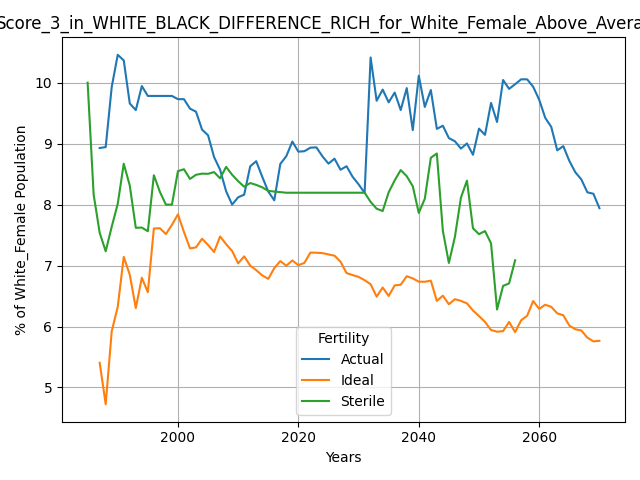 Score_3_in_WHITE_BLACK_DIFFERENCE_RICH_for_White_Female_Above_Avera
10
9
8
7
6
5
% of White_Female Population
2000
2020
2040
2060
Years
Fertility
Actual
Ideal
Sterile